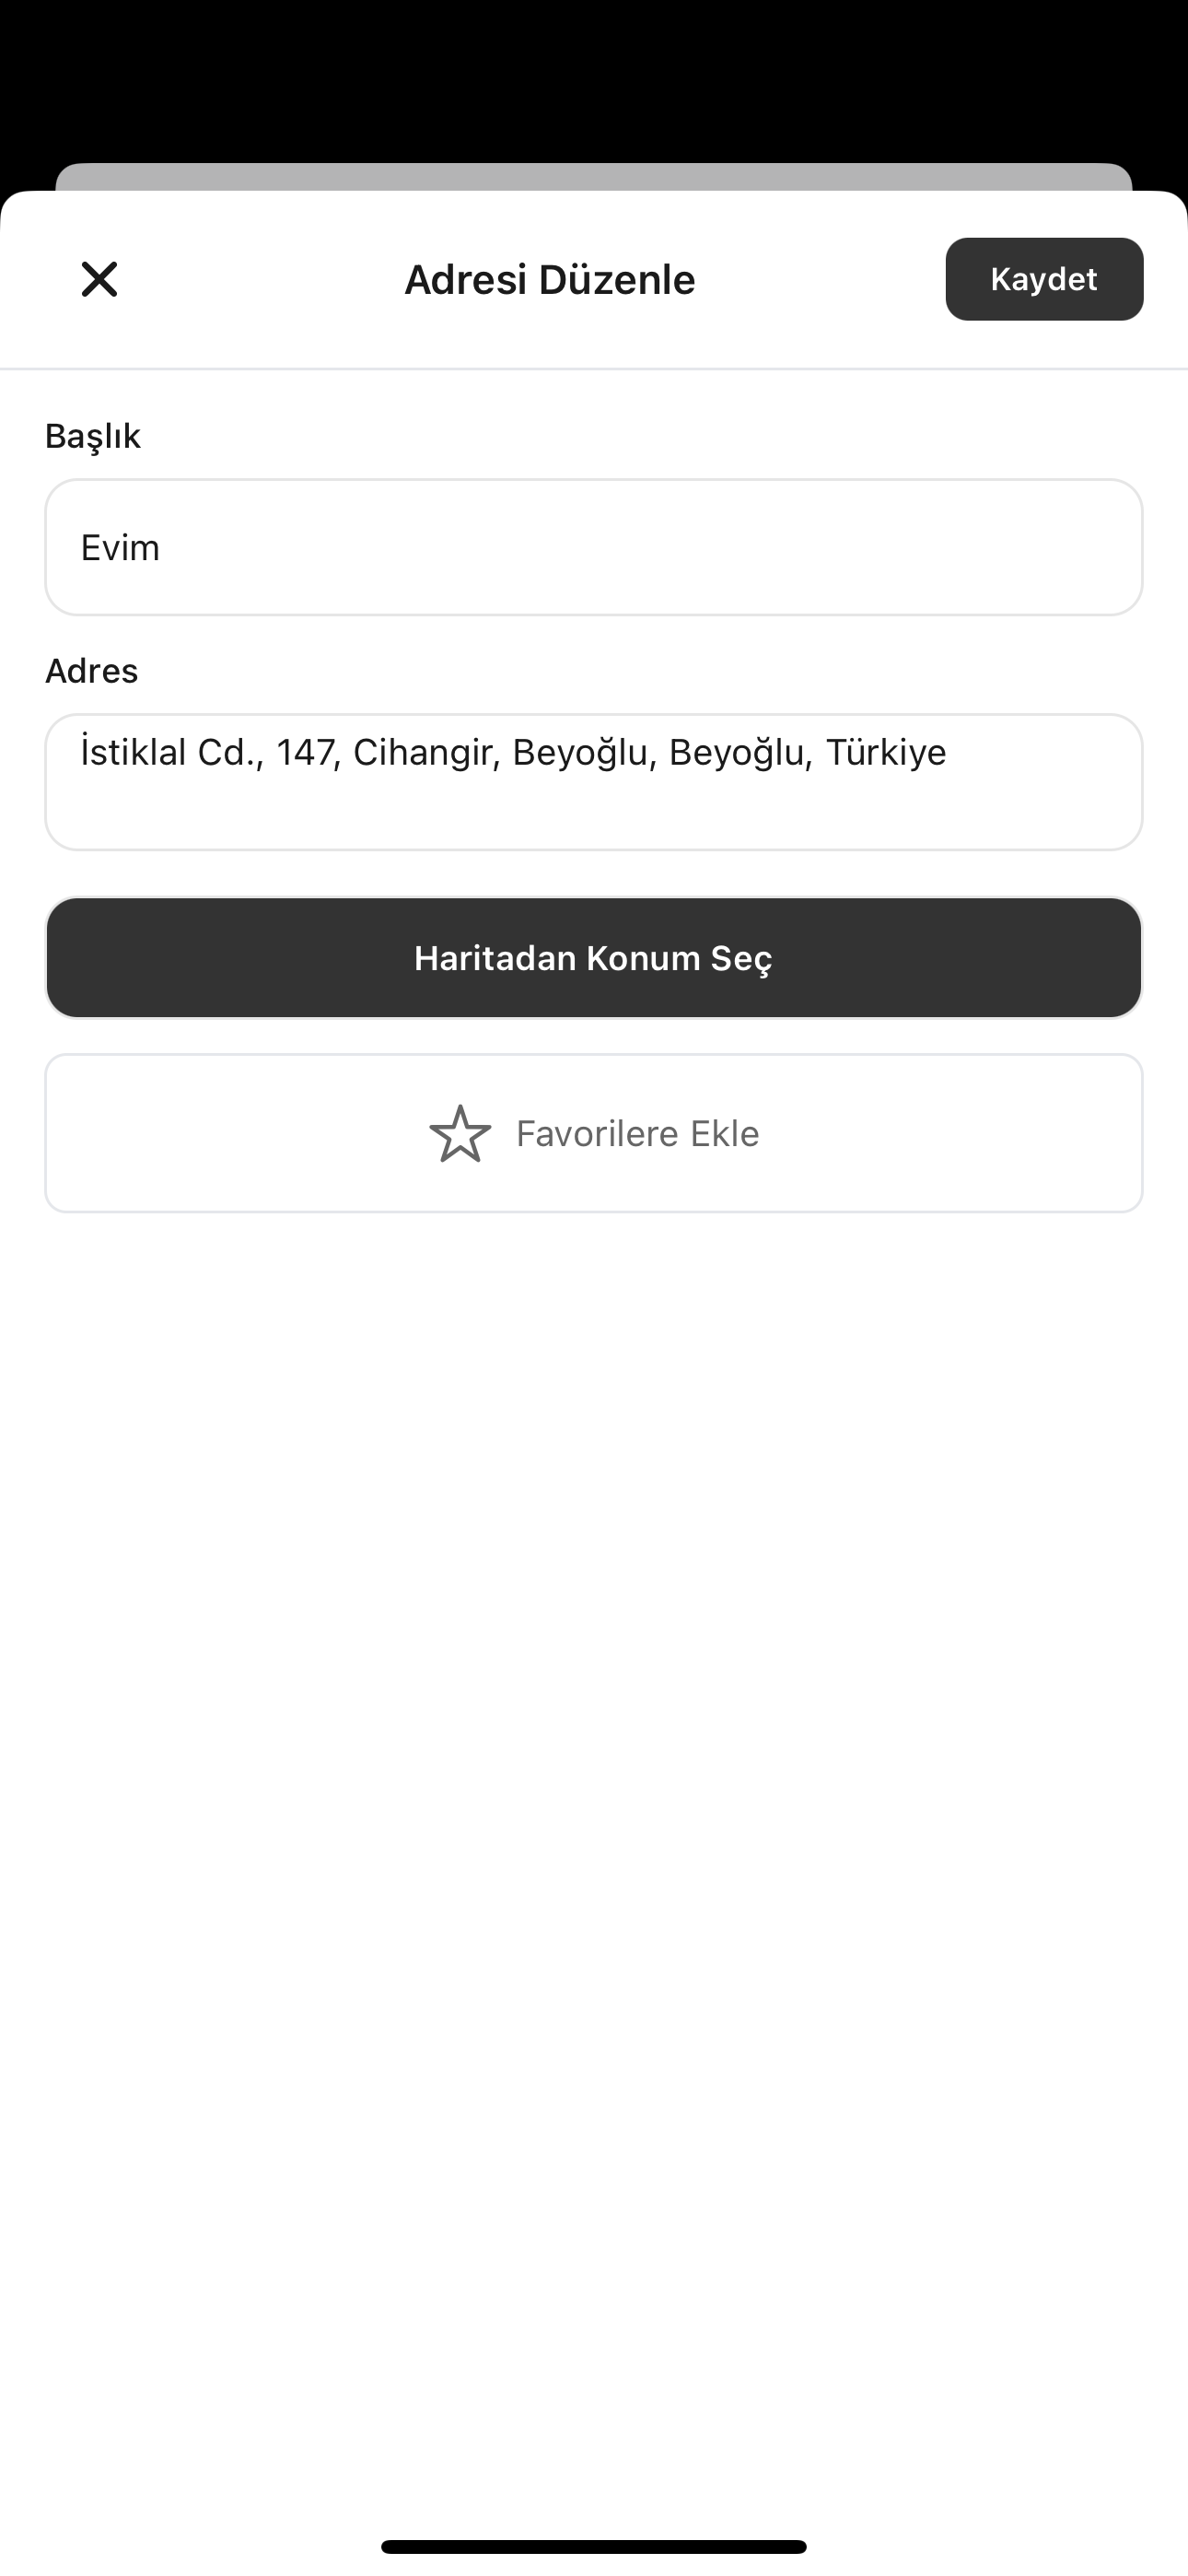 Adresi Düzenle
Kaydet
Başlık
Evim
Adres
İstiklal Cd., 147, Cihangir, Beyoğlu, Beyoğlu, Türkiye
Haritadan Konum Seç
Favorilere Ekle